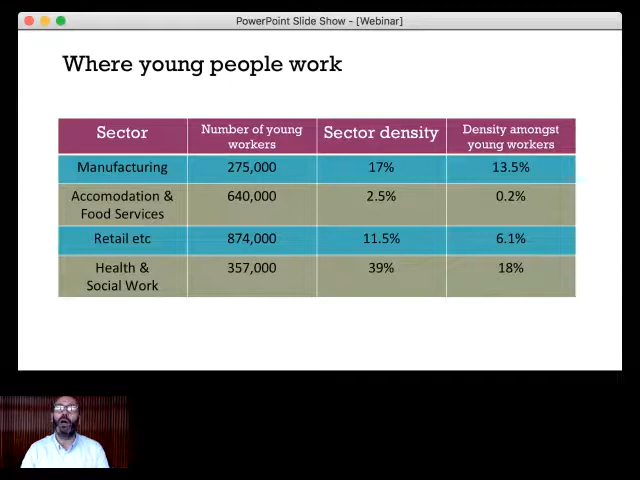 PowerPoint Slide Show - [Webinar]
Where young people work
Sector Number of young workers Sector density Density amongst young workers
Manufacturing 275,000 17% 13.5%
Accomodation & Food Services 640,000 2.5% 0.2%
Retail etc 874,000 11.5% 6.1%
Health & Social Work 357,000 39% 18%